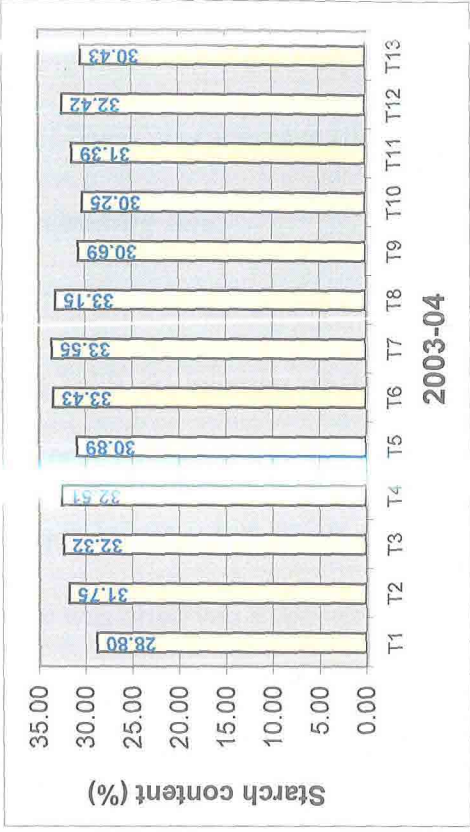 Starch content (%)
35.00
30.00
25.00
20.00
15.00
10.00
5.00
0.00
28.80
31.75
32.32
32.51
30.89
33.43
33.55
33.15
30.69
30.25
31.39
32.42
30.43
T1
T2
T3
T4
T5
T6
T7
T8
T9
T10
T11
T12
T13
2003-04